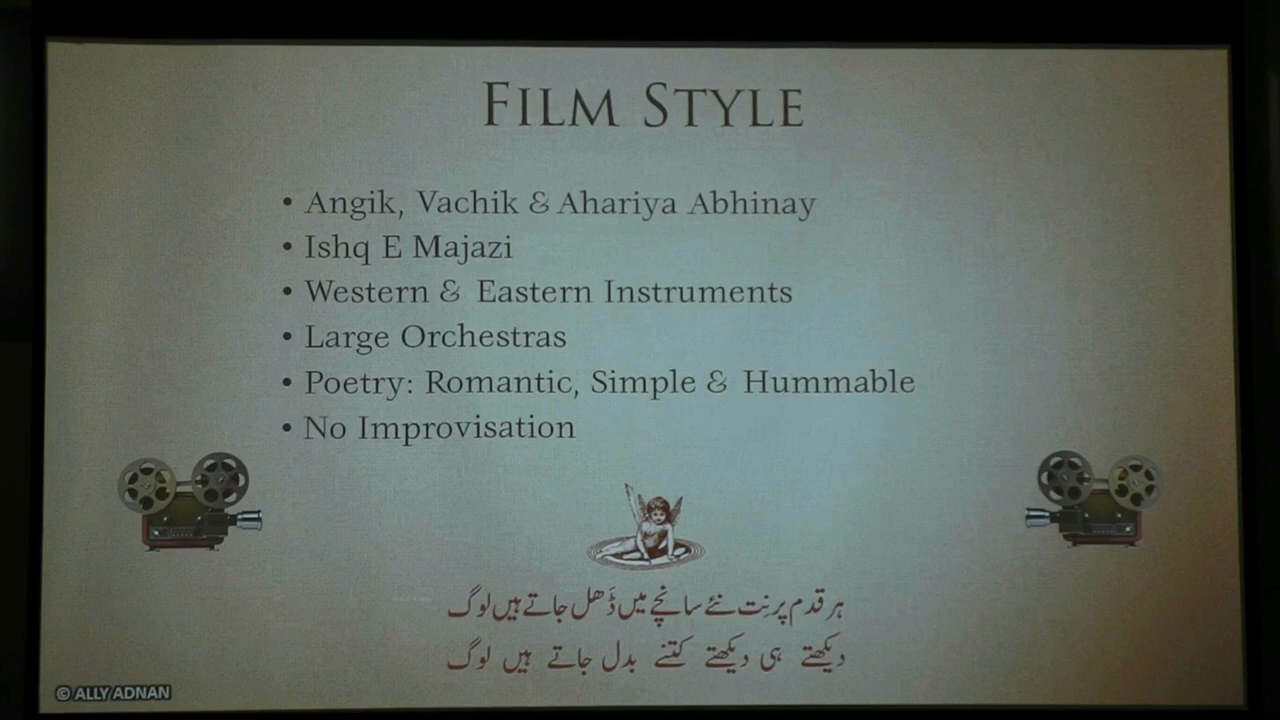 FILM STYLE
• Angik, Vachik & Ahariya Abhinay
• Ishq E Majazi
• Western & Eastern Instruments
• Large Orchestras
• Poetry: Romantic, Simple & Hummable
• No Improvisation
ہر قدم پر نِت نئے سانچے میں ڈَھل جاتے ہیں لوگ
دیکھتے ہی دیکھتے کتنے بدل جاتے ہیں لوگ
© ALLY ADNAN